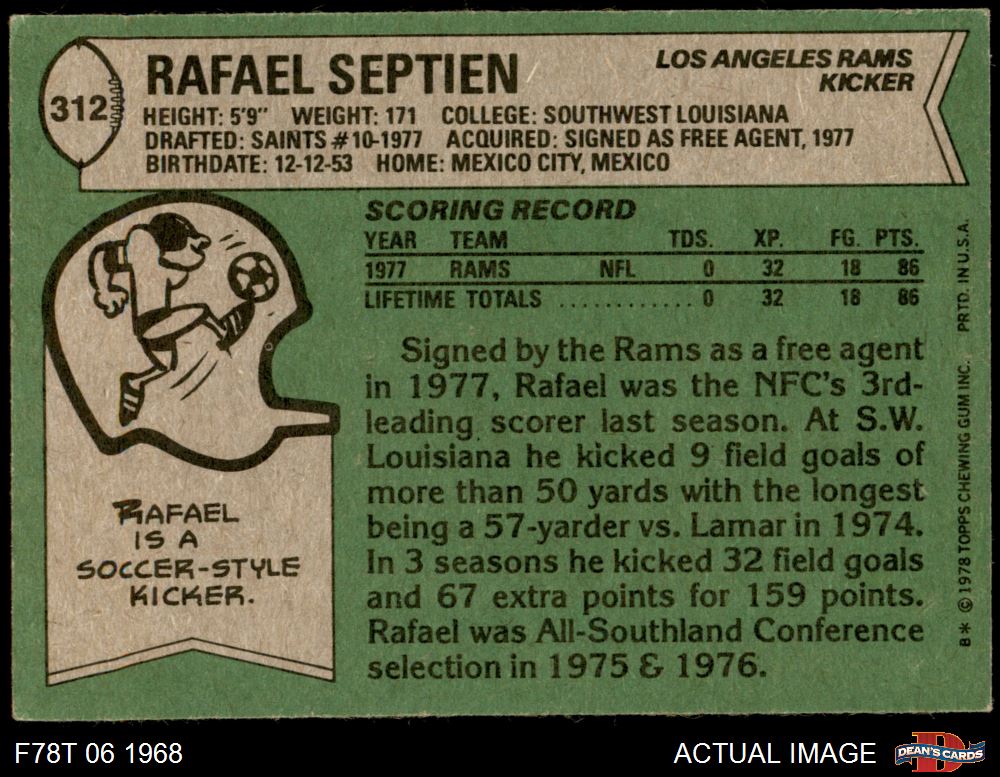 312
RAFAEL SEPTIEN
LOS ANGELES RAMS
KICKER
HEIGHT: 5'9" WEIGHT: 171 COLLEGE: SOUTHWEST LOUISIANA
DRAFTED: SAINTS #10-1977 ACQUIRED: SIGNED AS FREE AGENT, 1977
BIRTHDATE: 12-12-53 HOME: MEXICO CITY, MEXICO
SCORING RECORD
YEAR TEAM TDS. XP. FG. PTS.
1977 RAMS NFL 0 32 18 86
LIFETIME TOTALS ............ 0 32 18 86
Signed by the Rams as a free agent
in 1977, Rafael was the NFC's 3rd-
leading scorer last season. At S.W.
Louisiana he kicked 9 field goals of
more than 50 yards with the longest
being a 57-yarder vs. Lamar in 1974.
In 3 seasons he kicked 32 field goals
and 67 extra points for 159 points.
Rafael was All-Southland Conference
selection in 1975 & 1976.
RAFAEL
IS A
SOCCER-STYLE
KICKER.
B* © 1978 TOPPS CHEWING GUM INC. PRTD. IN U.S.A.
F78T 06 1968
ACTUAL IMAGE
D
DEAN'S CARDS